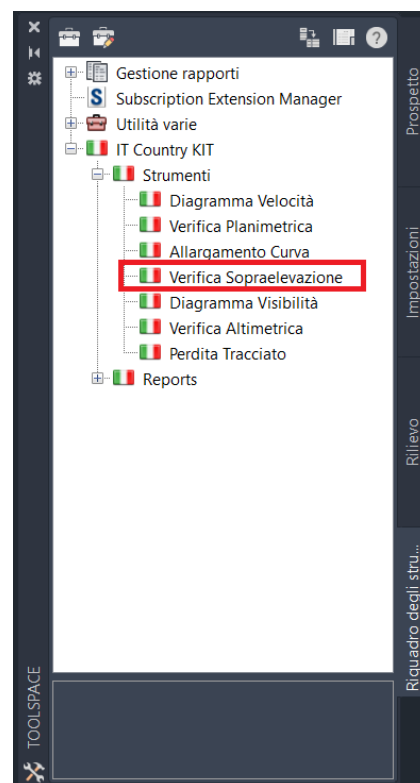 Gestione rapporti
S Subscription Extension Manager
Utilità varie
IT Country KIT
Strumenti
Diagramma Velocità
Verifica Planimetrica
Allargamento Curva
Verifica Sopraelevazione
Diagramma Visibilità
Verifica Altimetrica
Perdita Tracciato
Reports
Prospetto
Impostazioni
Rilievo
Riquadro degli stru...
TOOLSPACE